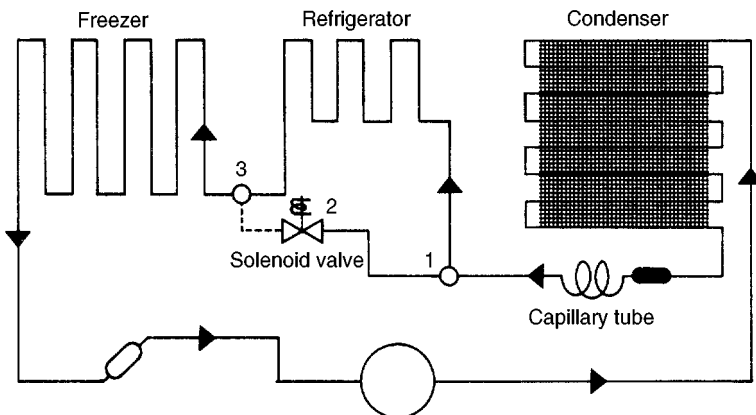 Freezer
Refrigerator
Condenser
3
2
Solenoid valve
1
Capillary tube